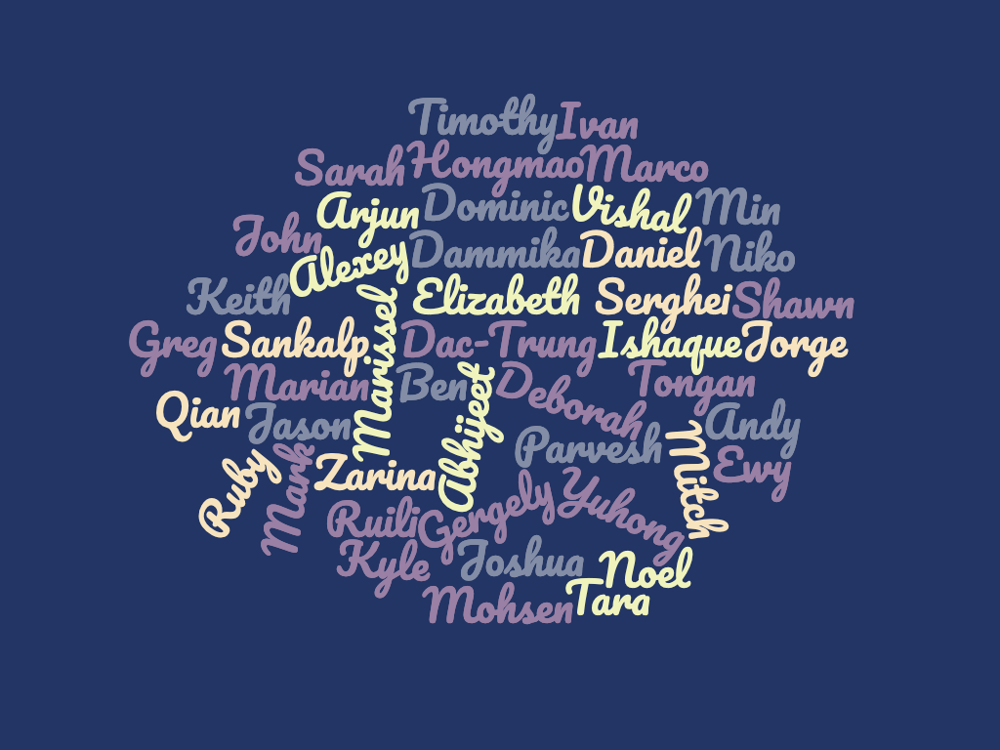 Timothy Ivan
Sarah Hongmao Marco
Arjun Dominic Vishal Min
John Alexey Dammika Daniel Niko
Keith Elizabeth Serghei Shawn
Greg Sankalp Marissel Dac-Trung Ishaque Jorge
Marian Ben Deborah Tongan
Qian Jason Abhijeet Parvesh Mitch Andy
Ruby Mark Zarina Ewy
Ruili Gergely Yuhong
Kyle Joshua Noel
Mohsen Tara